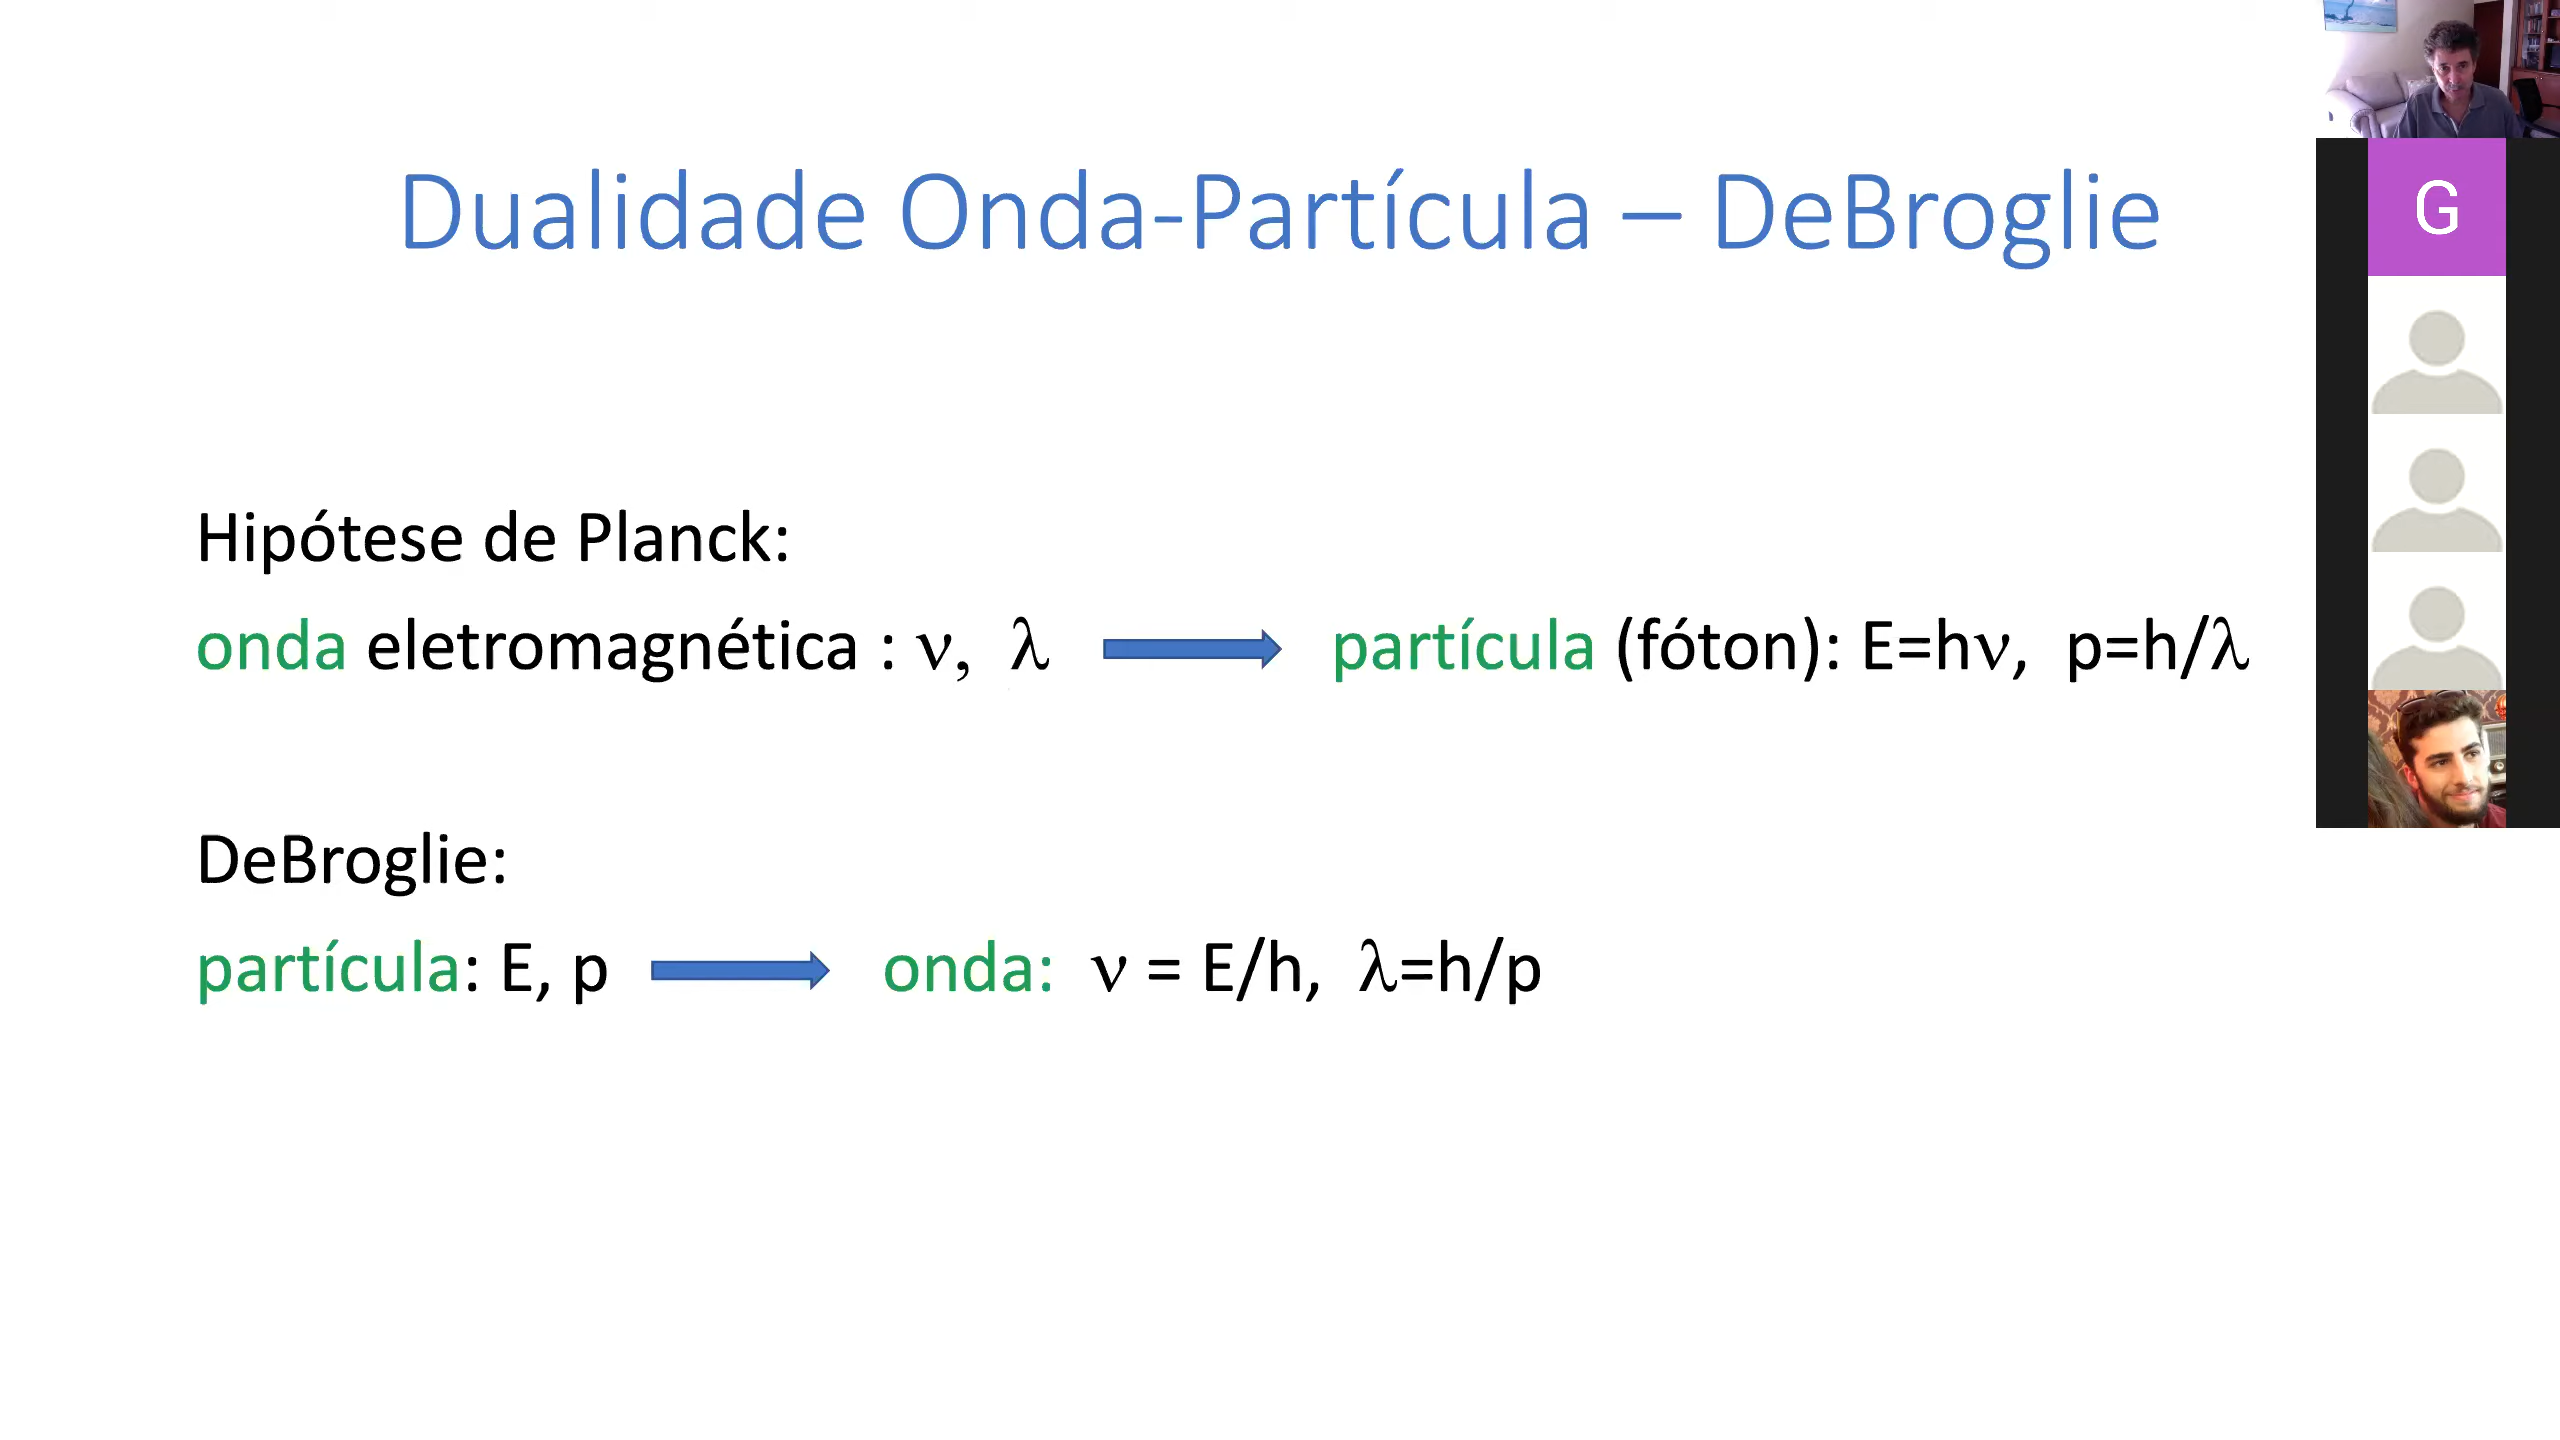 Dualidade Onda-Partícula – DeBroglie
G
Hipótese de Planck:
onda eletromagnética : ν, λ partícula (fóton): E=hν, p=h/λ
DeBroglie:
partícula: E, p onda: ν = E/h, λ=h/p